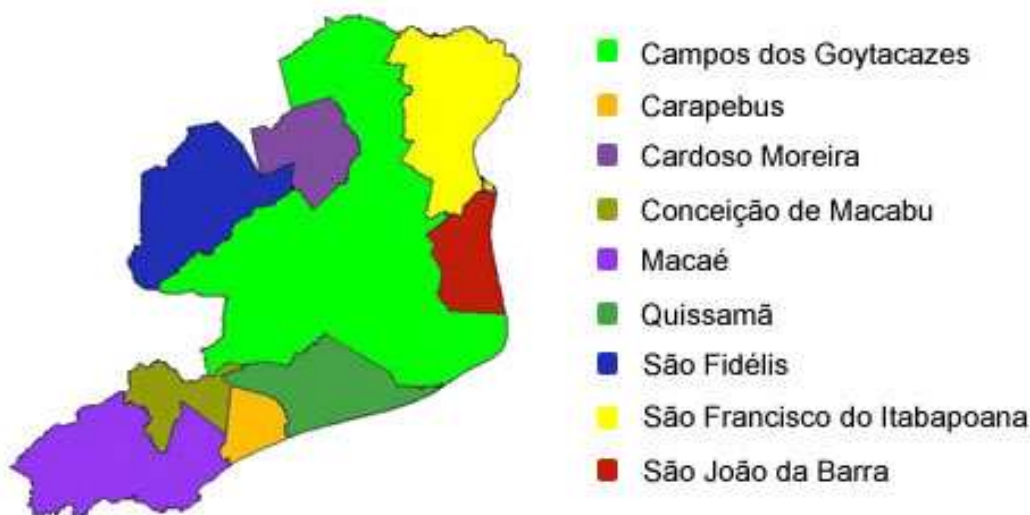 Campos dos Goytacazes
Carapebus
Cardoso Moreira
Conceição de Macabu
Macaé
Quissamã
São Fidélis
São Francisco do Itabapoana
São João da Barra